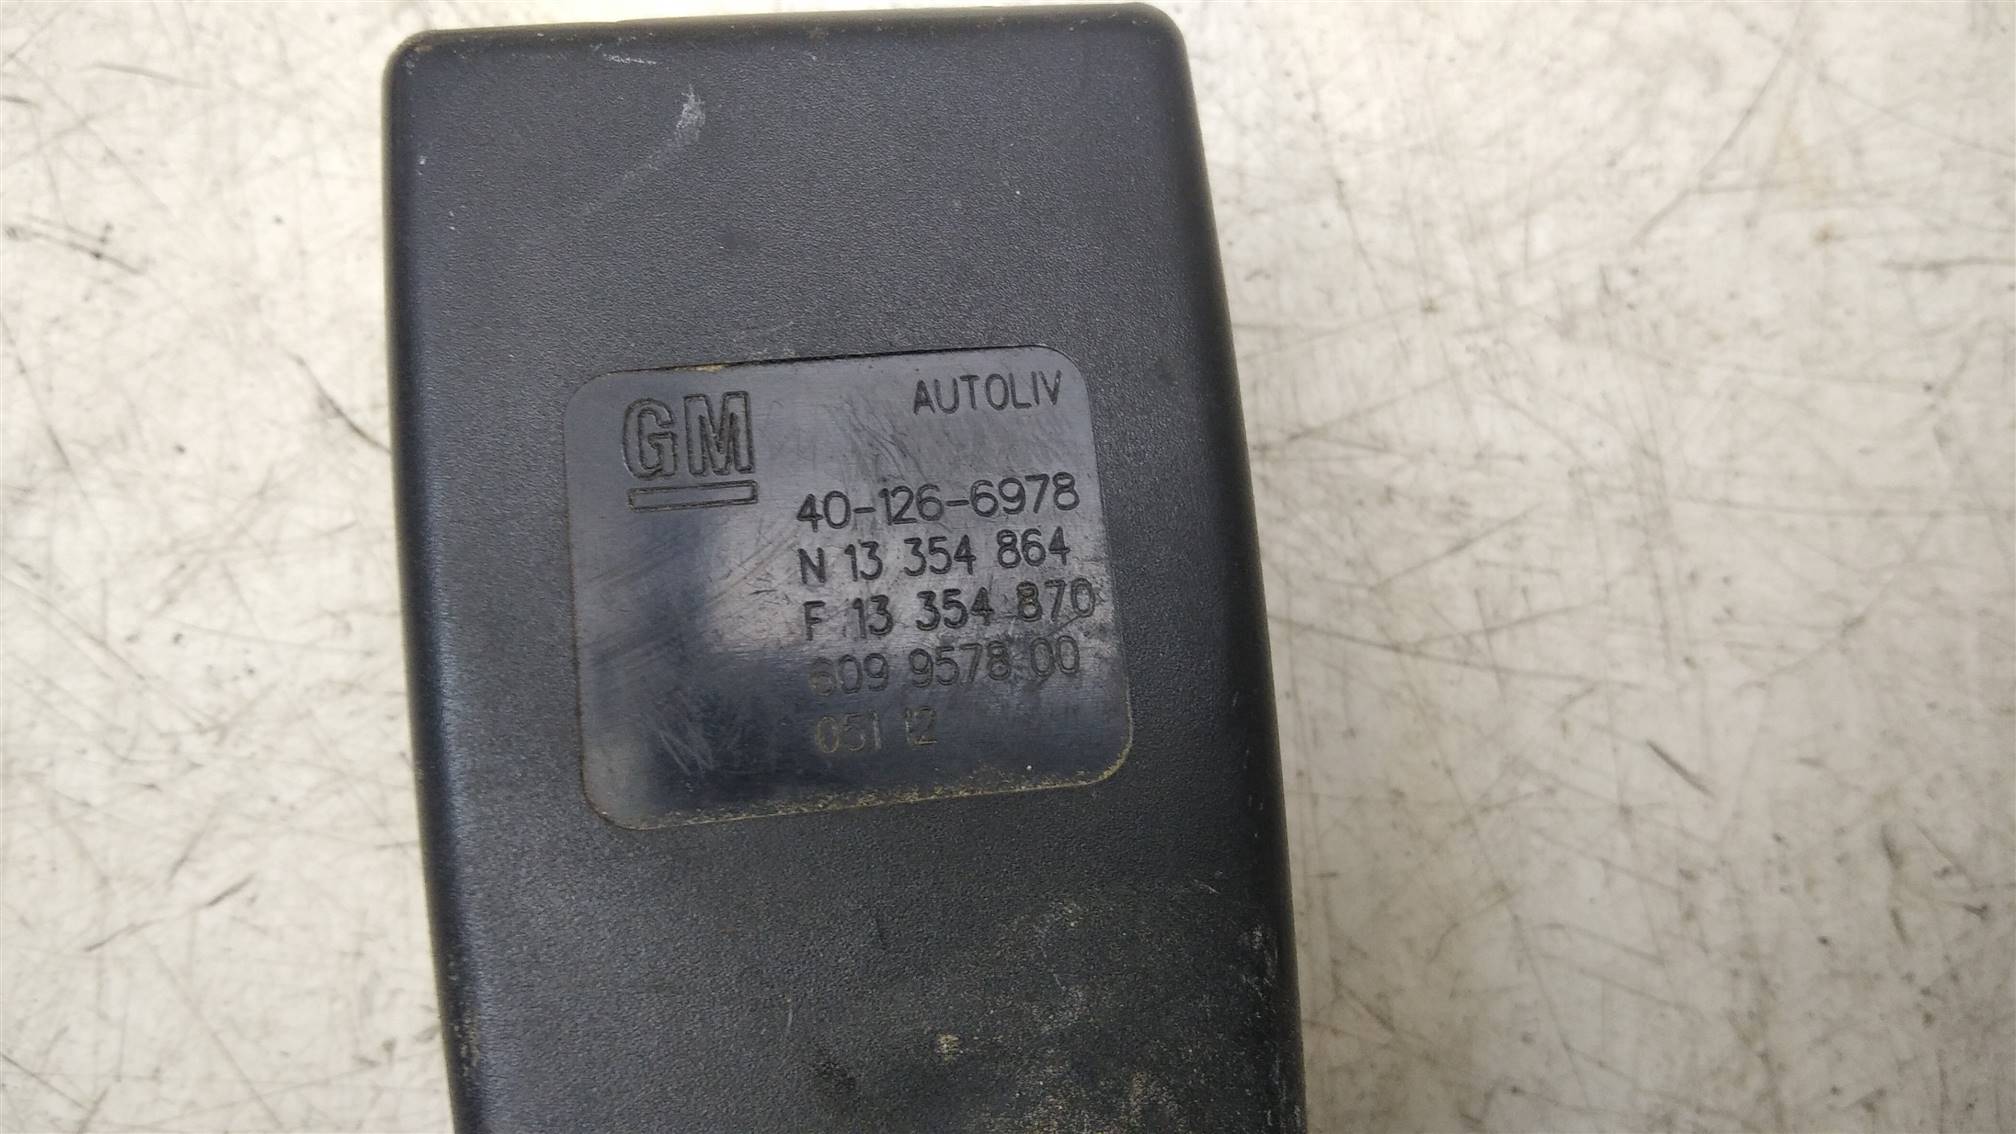 GM AUTOLIV
40-126-6978
N 13 354 864
F 13 354 870
609 9578 00
051 12